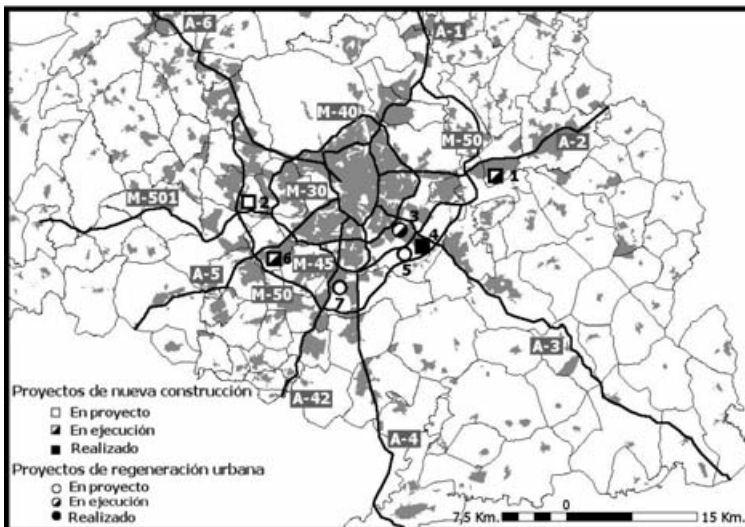 A-6
A-1
M-40
M-50
A-2
1
M-30
2
M-501
3
4
5
6
M-45
A-5
M-50
7
A-3
A-42
A-4
Proyectos de nueva construcción
En proyecto
En ejecución
Realizado
Proyectos de regeneración urbana
En proyecto
En ejecución
Realizado
0
7,5 Km.
15 Km.